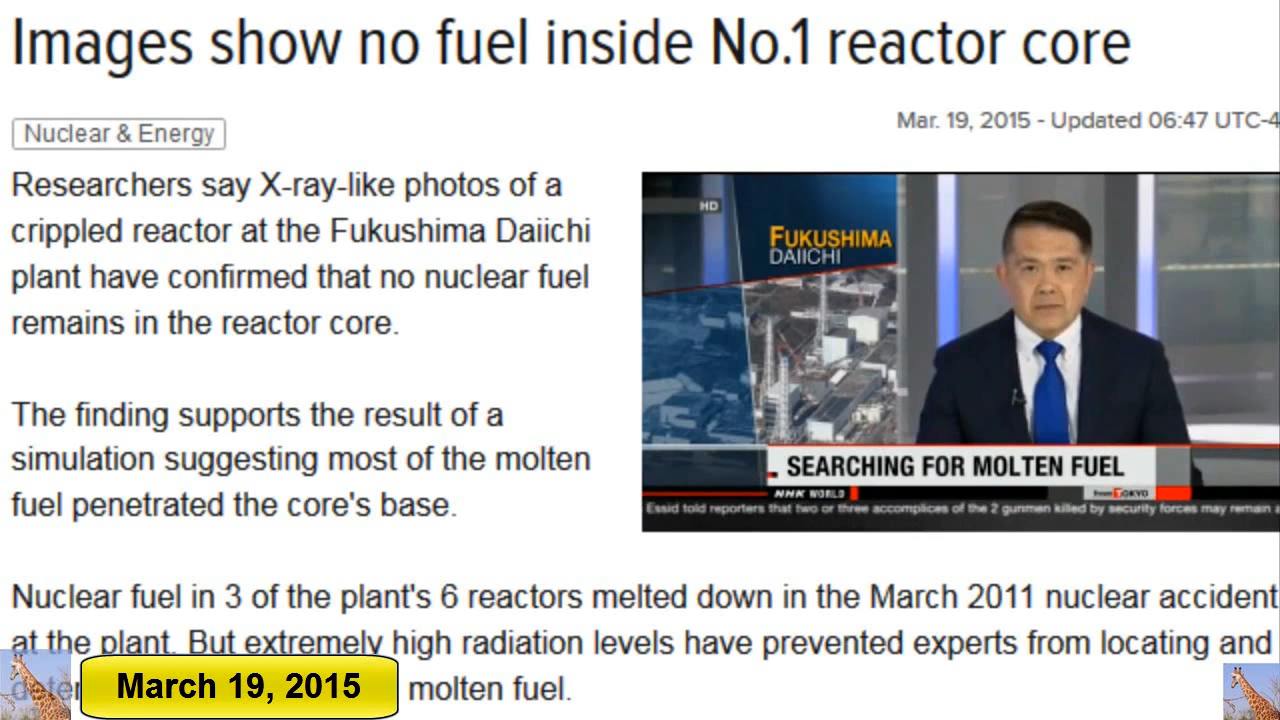 Images show no fuel inside No.1 reactor core
Nuclear & Energy
Mar. 19, 2015 - Updated 06:47 UTC-4
Researchers say X-ray-like photos of a
crippled reactor at the Fukushima Daiichi
plant have confirmed that no nuclear fuel
remains in the reactor core.
The finding supports the result of a
simulation suggesting most of the molten
fuel penetrated the core's base.
HD
FUKUSHIMA
DAIICHI
SEARCHING FOR MOLTEN FUEL
NHK WORLD
from TOKYO
Essid told reporters that two or three accomplices of the 2 gunmen killed by security forces may remain
Nuclear fuel in 3 of the plant's 6 reactors melted down in the March 2011 nuclear accident
at the plant. But extremely high radiation levels have prevented experts from locating and
molten fuel.
March 19, 2015